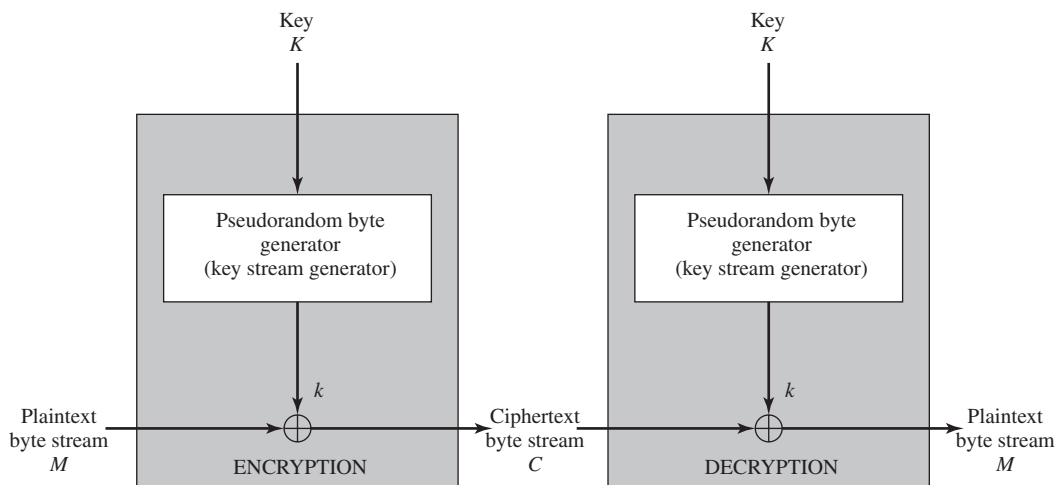 Key
K
Key
K
Pseudorandom byte
generator
(key stream generator)
Pseudorandom byte
generator
(key stream generator)
k
k
Plaintext
byte stream
M
ENCRYPTION
Ciphertext
byte stream
C
DECRYPTION
Plaintext
byte stream
M